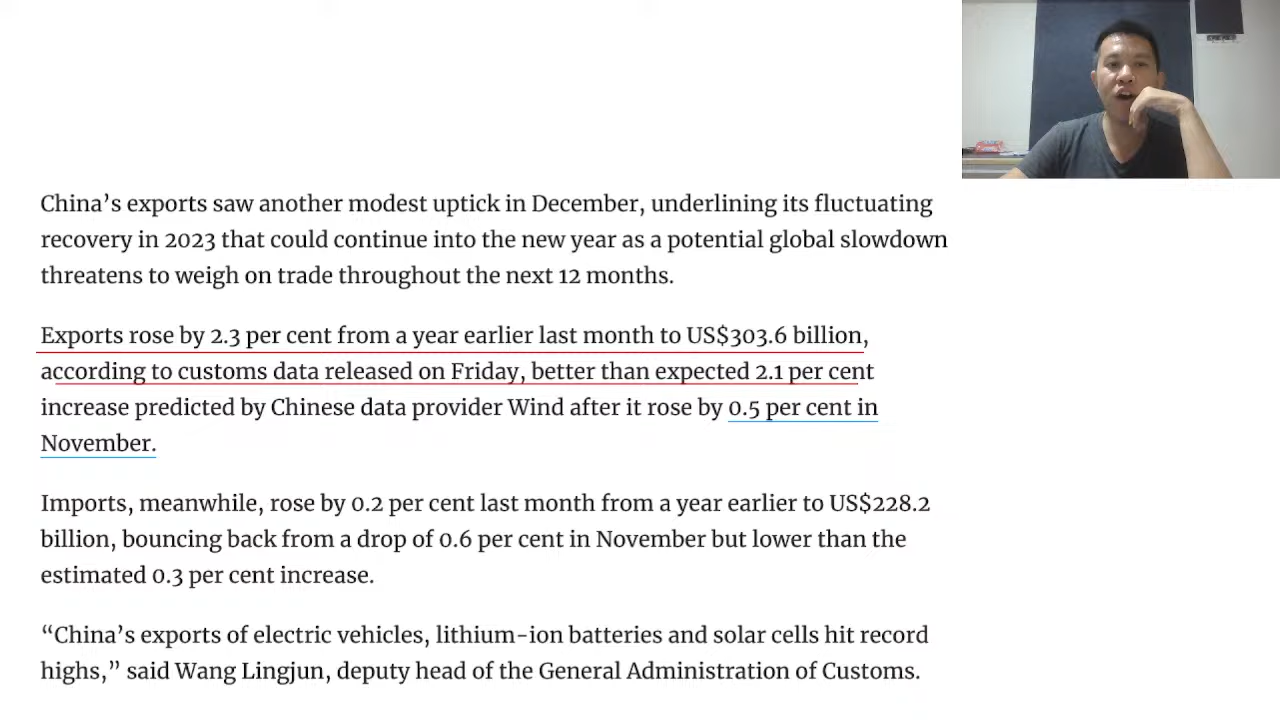 China’s exports saw another modest uptick in December, underlining its fluctuating
recovery in 2023 that could continue into the new year as a potential global slowdown
threatens to weigh on trade throughout the next 12 months.
Exports rose by 2.3 per cent from a year earlier last month to US$303.6 billion,
according to customs data released on Friday, better than expected 2.1 per cent
increase predicted by Chinese data provider Wind after it rose by 0.5 per cent in
November.
Imports, meanwhile, rose by 0.2 per cent last month from a year earlier to US$228.2
billion, bouncing back from a drop of 0.6 per cent in November but lower than the
estimated 0.3 per cent increase.
“China’s exports of electric vehicles, lithium-ion batteries and solar cells hit record
highs,” said Wang Lingjun, deputy head of the General Administration of Customs.